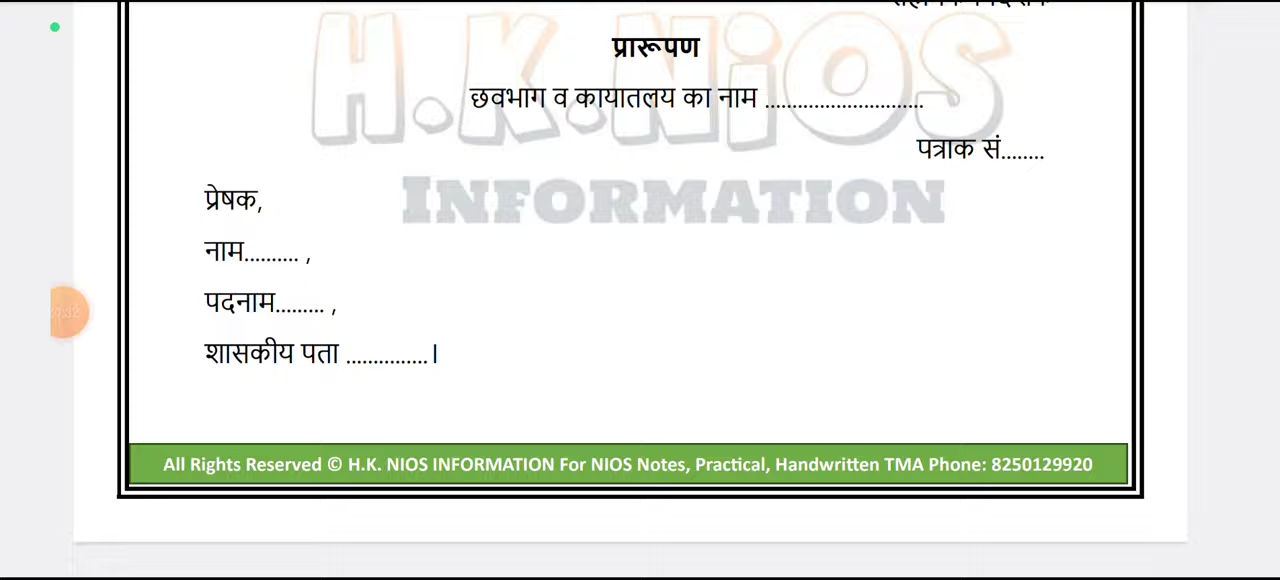 प्रारूपण
छवभाग व कायातलय का नाम ............................
पत्राक सं........
प्रेषक,
नाम.......... ,
पदनाम......... ,
शासकीय पता ............... ।
H.K.NiOS
INFORMATION
All Rights Reserved © H.K. NIOS INFORMATION For NIOS Notes, Practical, Handwritten TMA Phone: 8250129920